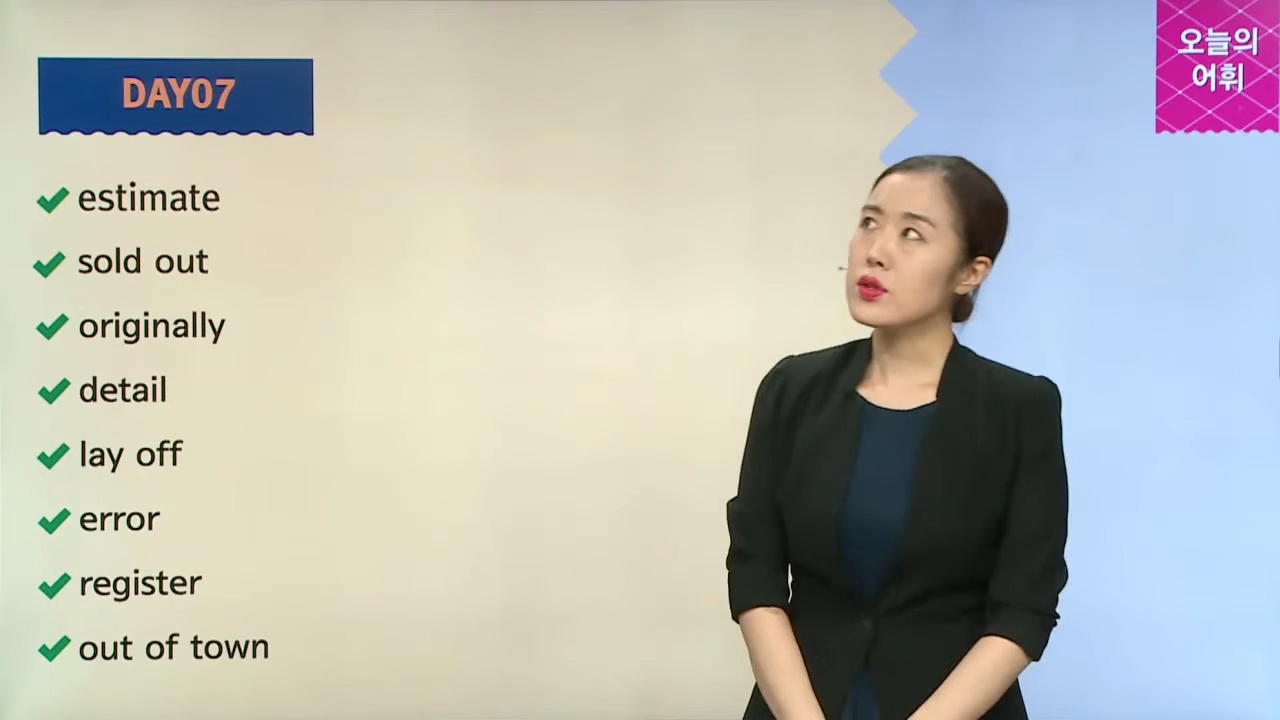 DAY07
estimate
sold out
originally
detail
lay off
error
register
out of town
오늘의
어휘